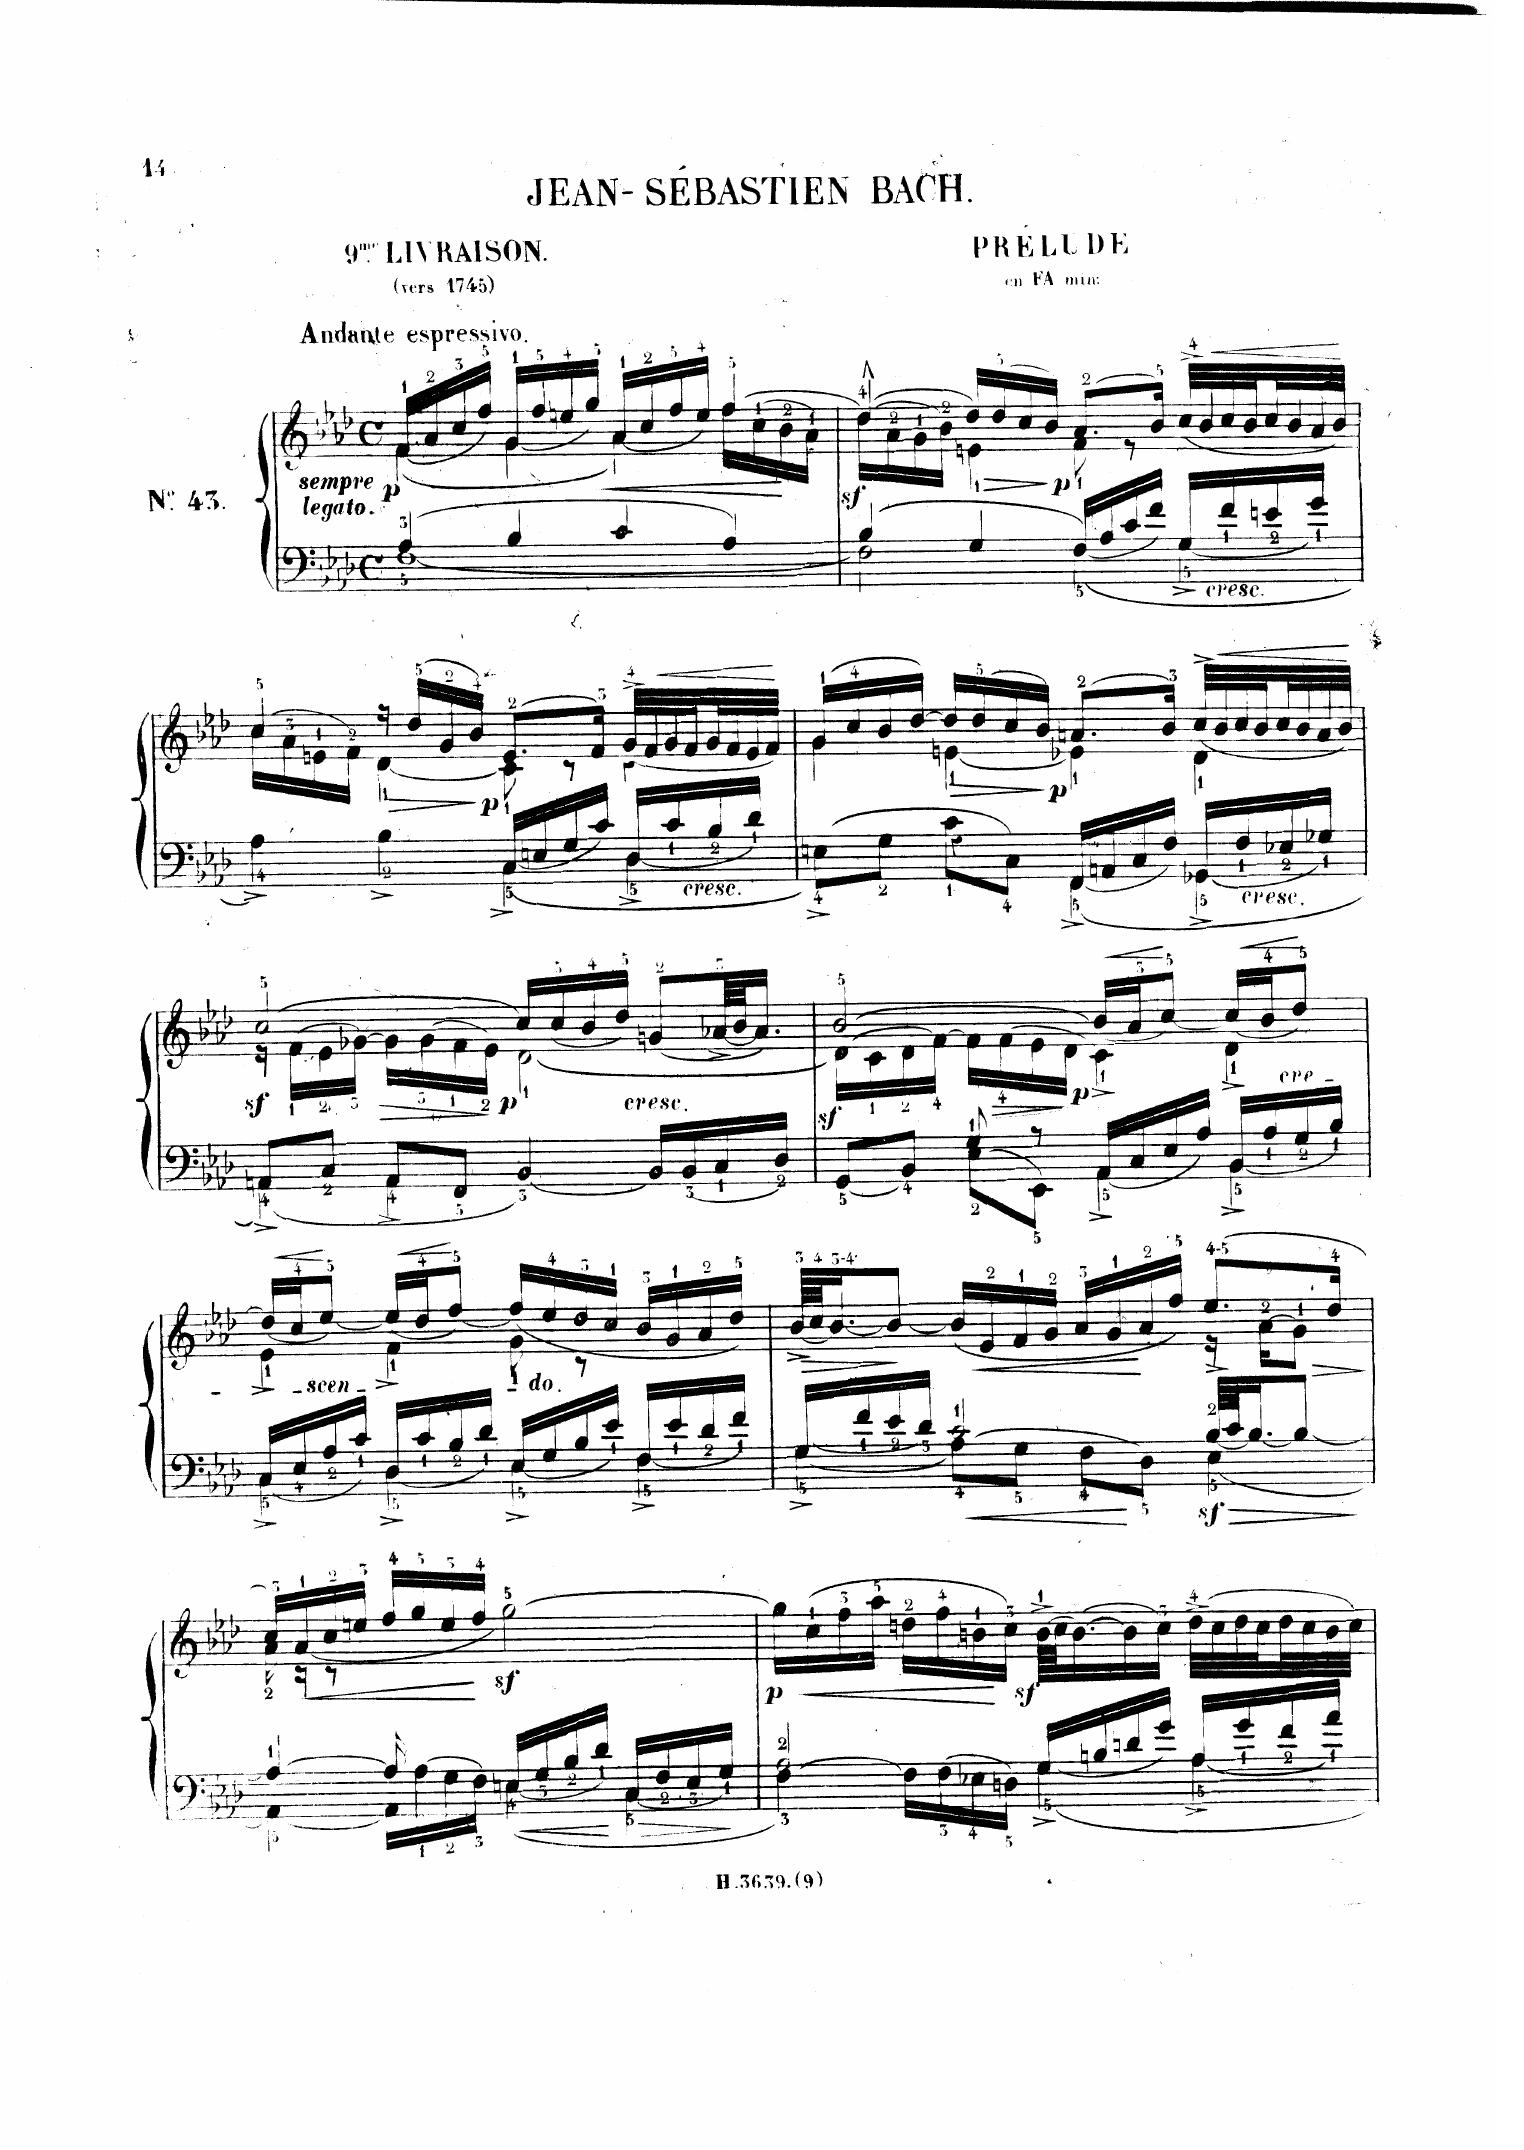 14
JEAN-SÉBASTIEN BACH.
9me LIVRAISON.
(vers 1745)
PRÉLUDE
en FA min:
Andante espressivo.
No. 43.
sempre
legato.
p
sf
p
cresc.
p
cresc.
p
cresc.
sf
p
cresc.
sf
p
cre-
-scen-
-do.
sf
sf
p
sf
H.3639.(9)